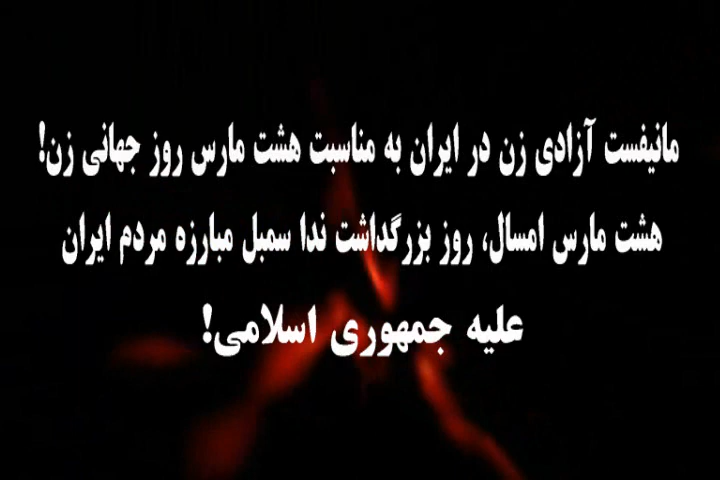 مانیفست آزادی زن در ایران به مناسبت هشت مارس روز جهانی زن!
هشت مارس امسال، روز بزرگداشت ندا سمبل مبارزه مردم ایران
علیه جمهوری اسلامی!